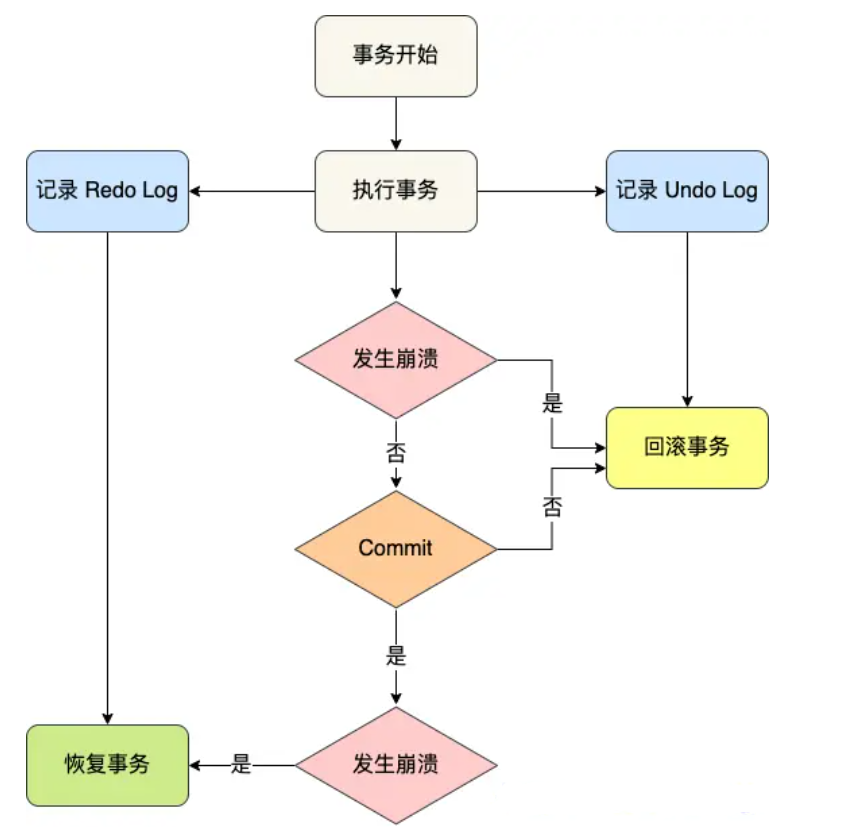 事务开始
记录 Redo Log
执行事务
记录 Undo Log
发生崩溃
是
否
回滚事务
Commit
否
是
恢复事务
是
发生崩溃